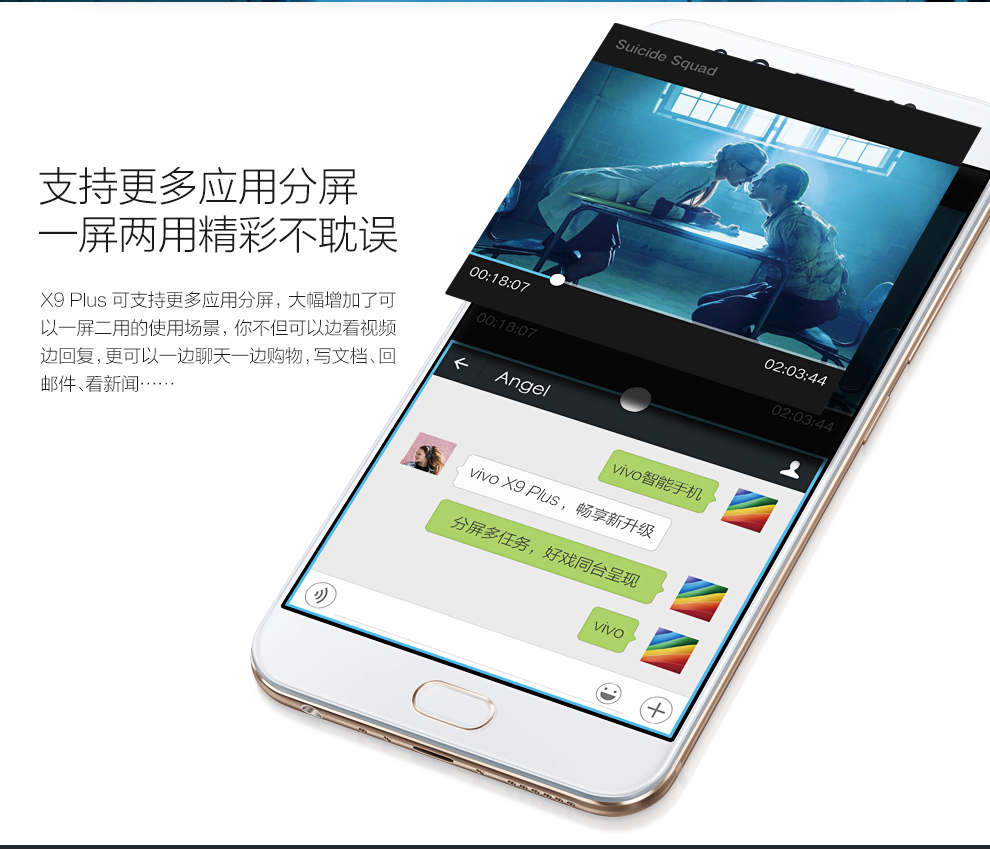 支持更多应用分屏
一屏两用精彩不耽误
X9 Plus 可支持更多应用分屏，大幅增加了可
以一屏二用的使用场景，你不但可以边看视频
边回复，更可以一边聊天一边购物，写文档、回
邮件、看新闻……
Suicide Squad
00:18:07
02:03:44
00:18:07
02:03:44
Angel
vivo智能手机
vivo X9 Plus，畅享新升级
分屏多任务，好戏同台呈现
vivo